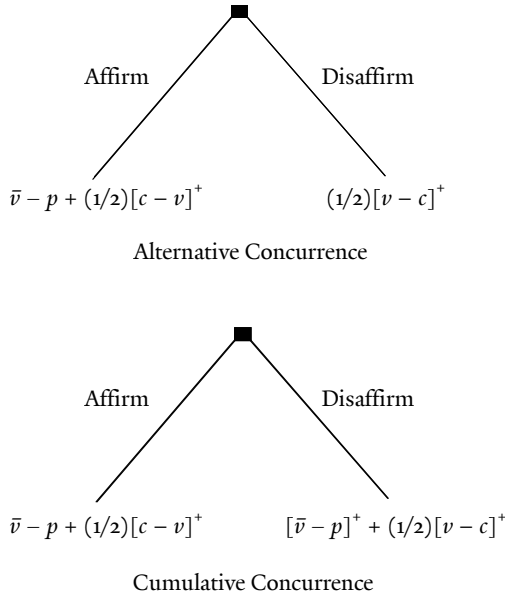 Affirm Disaffirm
v̄ – p + (1/2)[c – v]⁺ (1/2)[v – c]⁺
Alternative Concurrence
Affirm Disaffirm
v̄ – p + (1/2)[c – v]⁺ [v̄ – p]⁺ + (1/2)[v – c]⁺
Cumulative Concurrence